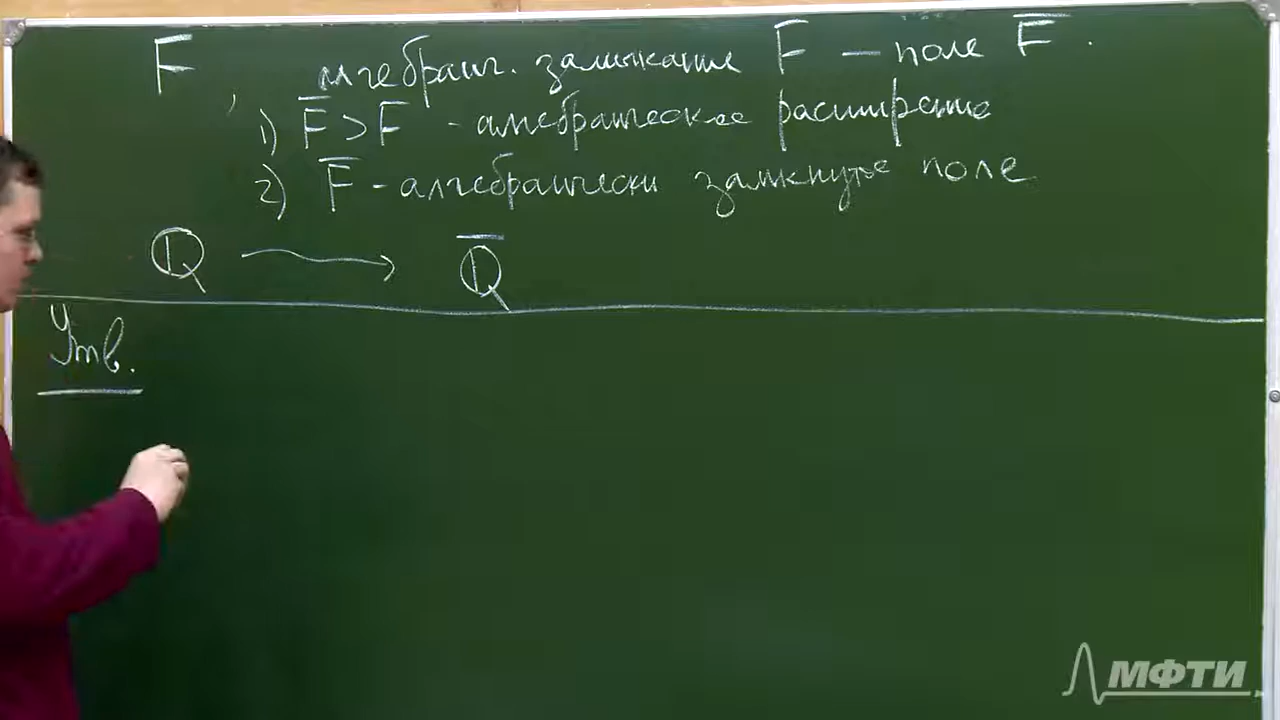 F алгебраич. замыкание F — поле F̅.
1) F̅ > F - алгебраическое расширение
2) F̅ - алгебраически замкнутое поле
ℚ → ℚ̅
Утв.
МФТИ